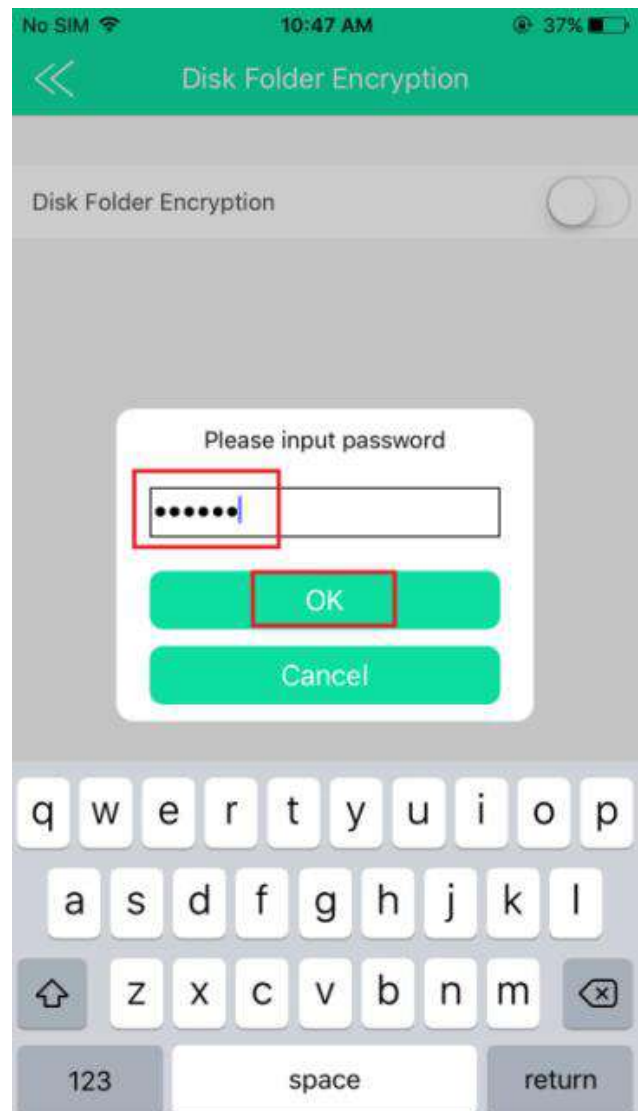 No SIM 10:47 AM 37%
Disk Folder Encryption
Disk Folder Encryption
Please input password
••••••
OK
Cancel
q w e r t y u i o p
a s d f g h j k l
z x c v b n m
123 space return